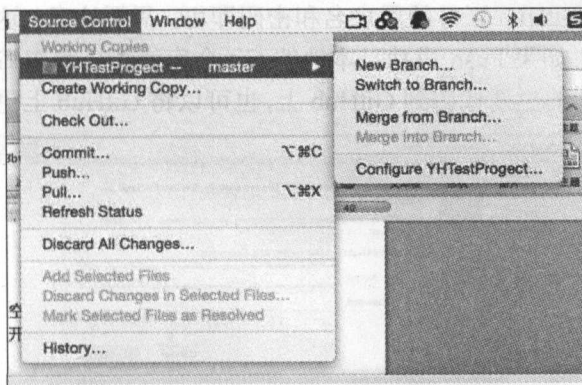 Source Control Window Help
Working Copies
YHTestProgect — master
Create Working Copy...
Check Out...
Commit... ⌥⌘C
Push...
Pull... ⌥⌘X
Refresh Status
Discard All Changes...
Add Selected Files
Discard Changes in Selected Files...
Mark Selected Files as Resolved
History...
New Branch...
Switch to Branch...
Merge from Branch...
Merge into Branch...
Configure YHTestProgect...
空
开